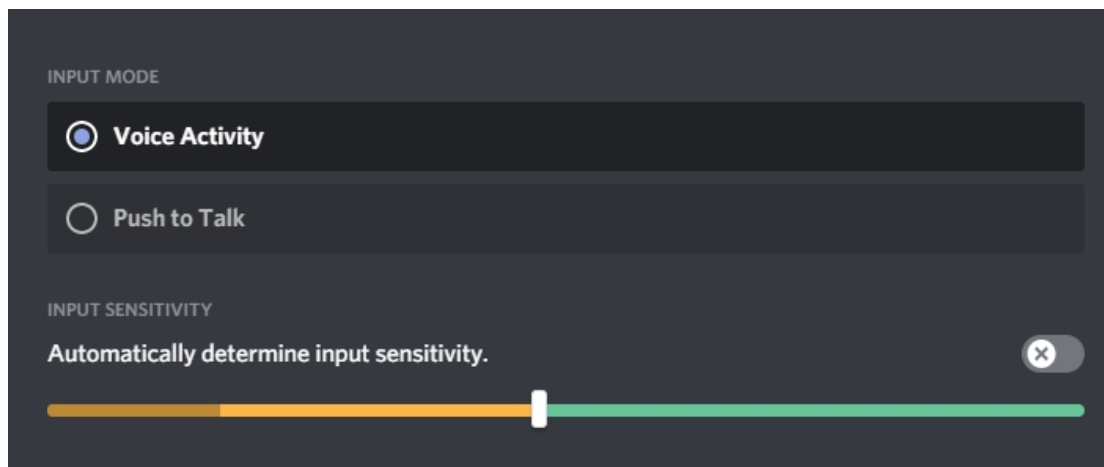 INPUT MODE
Voice Activity
Push to Talk
INPUT SENSITIVITY
Automatically determine input sensitivity.